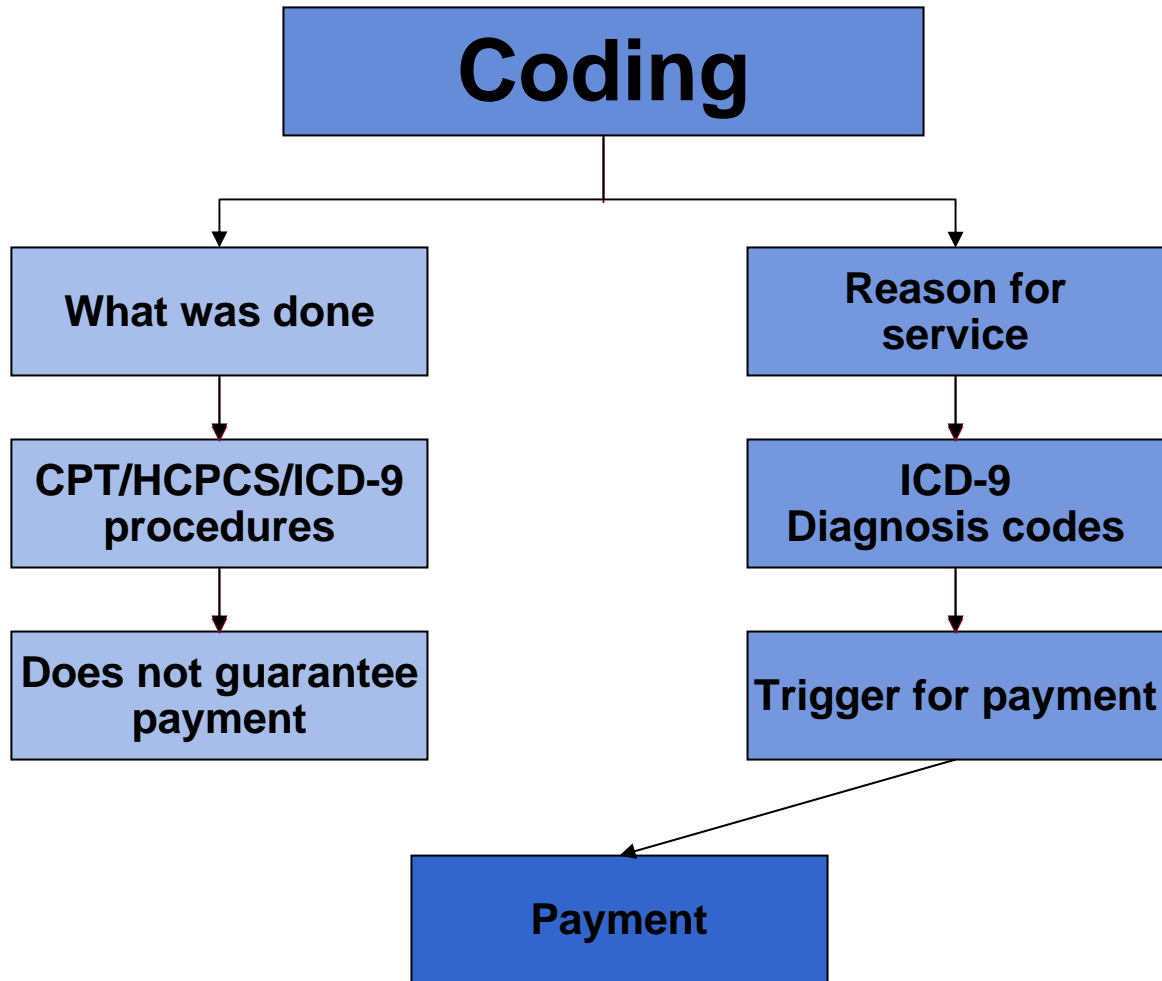 Coding
What was done
Reason for
service
CPT/HCPCS/ICD-9
procedures
ICD-9
Diagnosis codes
Does not guarantee
payment
Trigger for payment
Payment